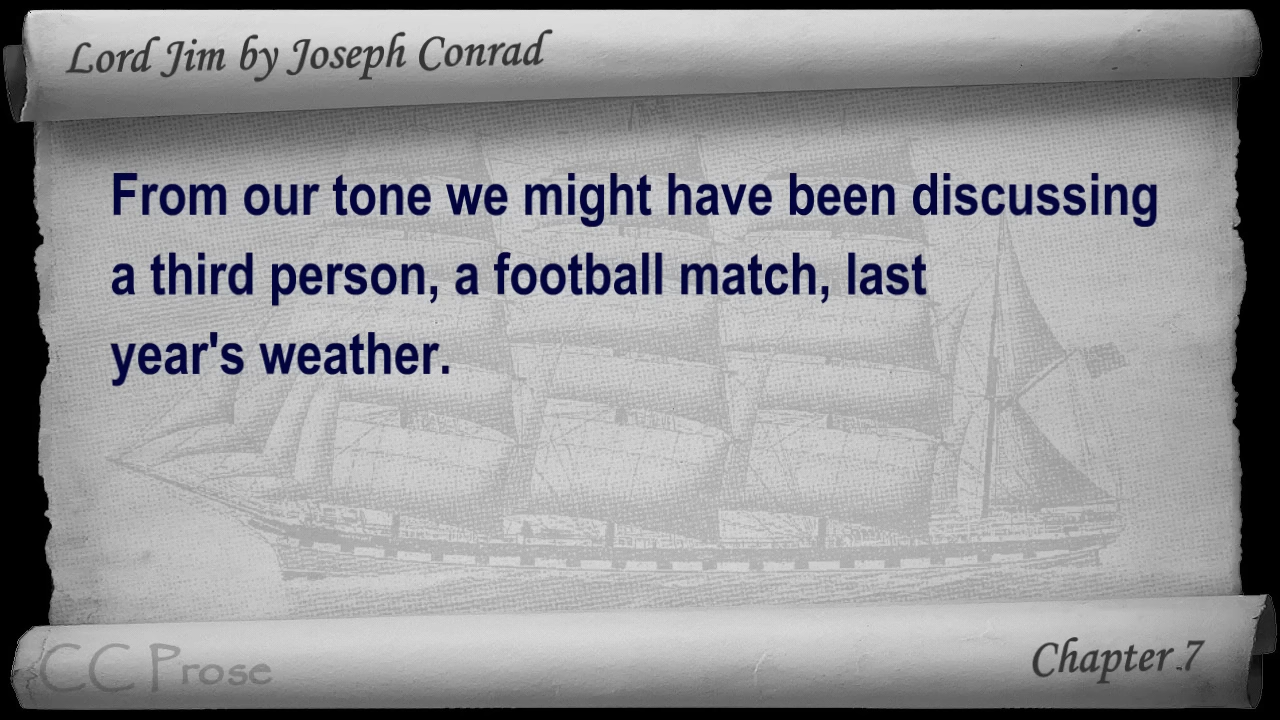 Lord Jim by Joseph Conrad
From our tone we might have been discussing
a third person, a football match, last
year's weather.
CC Prose
Chapter 7